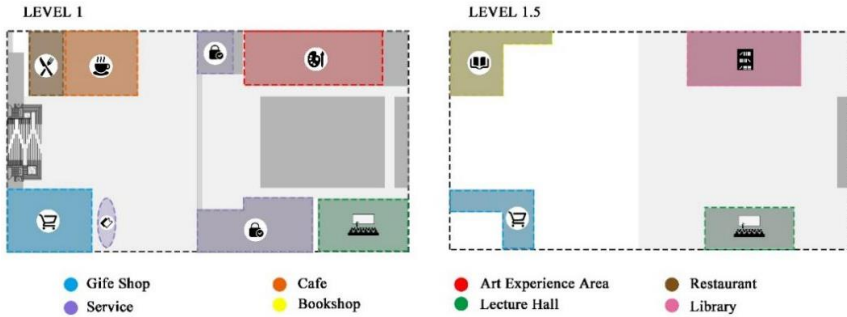 LEVEL 1
LEVEL 1.5
Gife Shop
Cafe
Art Experience Area
Restaurant
Service
Bookshop
Lecture Hall
Library